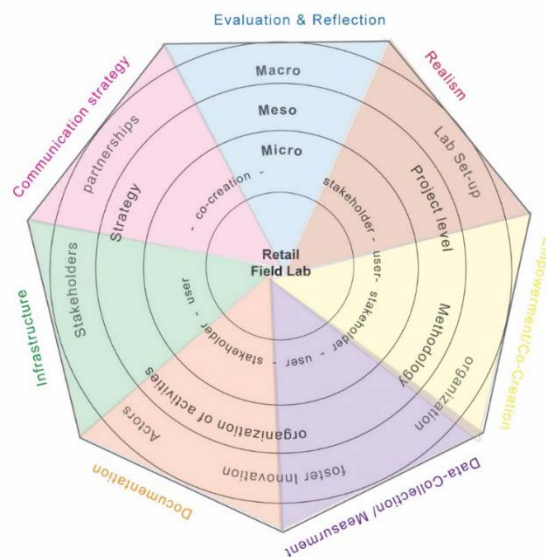 Evaluation & Reflection
Realism
Empowerment/Co-Creation
Data-Collection/ Measurment
Documentation
Infrastructure
Communication strategy
Macro
Meso
Micro
Lab Set-up
organization
foster Innovation
Actors
Stakeholders
partnerships
Project level
Methodology
organization of activities
Strategy
- co-creation -
stakeholder - user- stakeholder - user - stakeholder - user
Retail
Field Lab